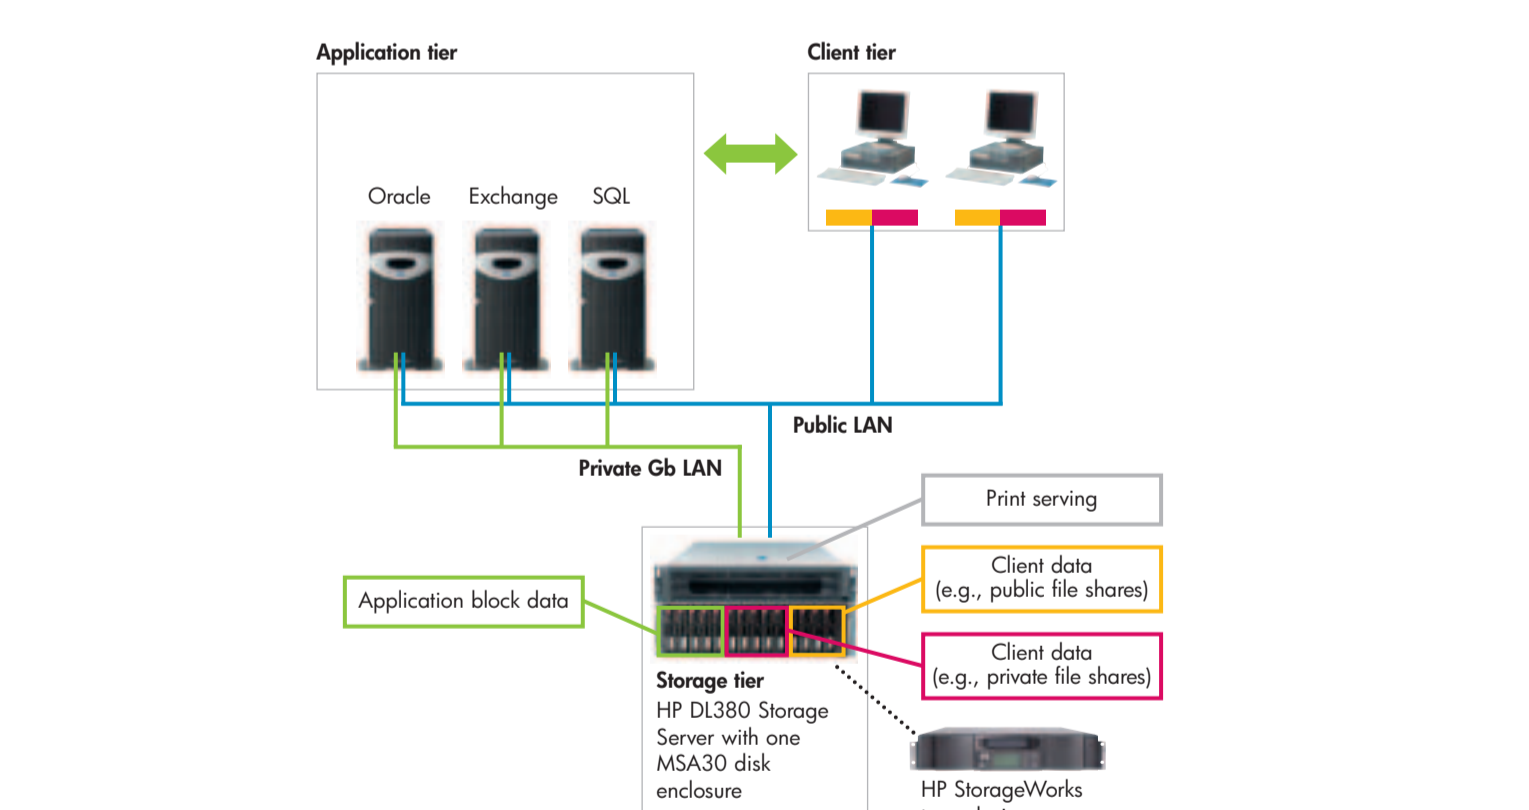 Application tier
Client tier
Oracle
Exchange
SQL
Public LAN
Private Gb LAN
Print serving
Client data
(e.g., public file shares)
Application block data
Client data
(e.g., private file shares)
Storage tier
HP DL380 Storage
Server with one
MSA30 disk
enclosure
HP StorageWorks